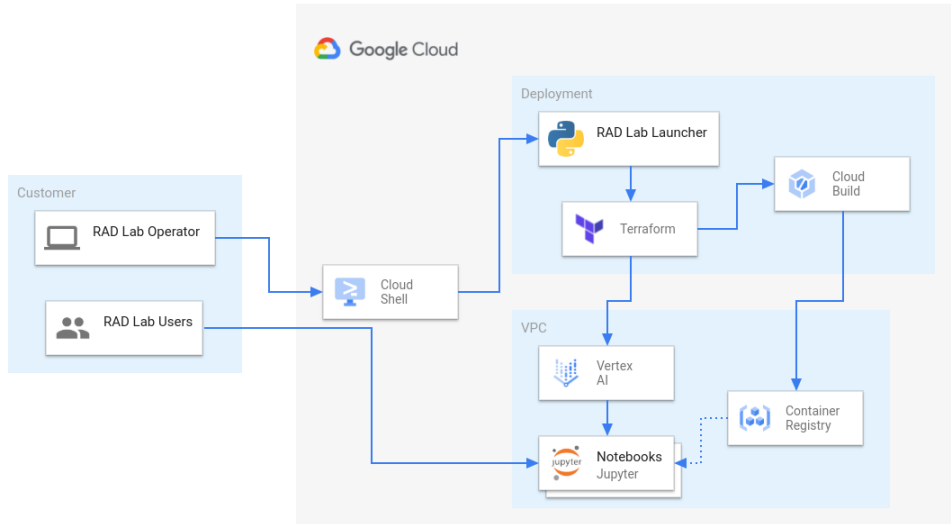 Google Cloud
Deployment
RAD Lab Launcher
Cloud
Build
Customer
RAD Lab Operator
Terraform
Cloud
Shell
RAD Lab Users
VPC
Vertex
AI
Container
Registry
Notebooks
Jupyter
jupyter